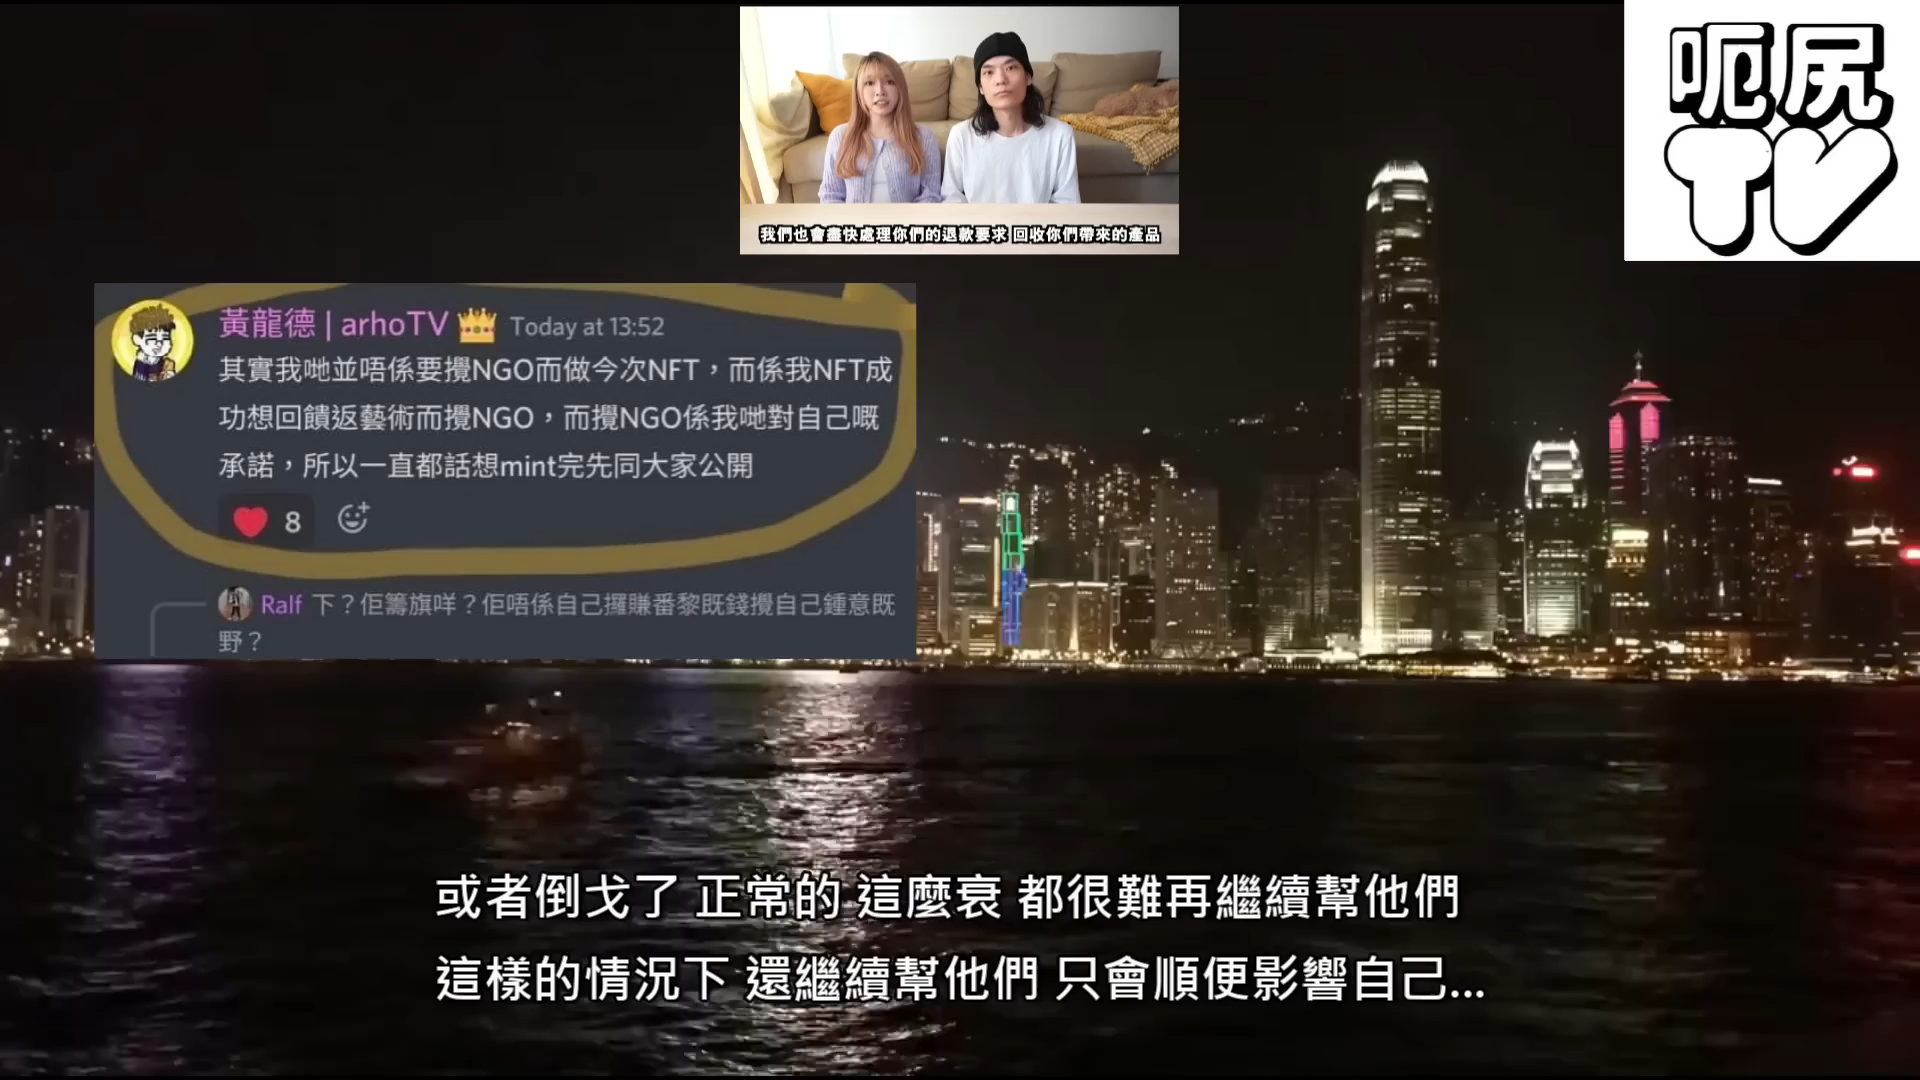 我們也會盡快處理你們的退款要求 回收你們帶來的產品
呃尻
TV
黃龍德 | arhoTV Today at 13:52
其實我哋並唔係要攪NGO而做今次NFT，而係我NFT成
功想回饋返藝術而攪NGO，而攪NGO係我哋對自己嘅
承諾，所以一直都話想mint完先同大家公開
8
Ralf 下？佢籌旗咩？佢唔係自己攞賺番黎既錢攪自己鍾意既
野？
或者倒戈了 正常的 這麼衰 都很難再繼續幫他們
這樣的情況下 還繼續幫他們 只會順便影響自己...